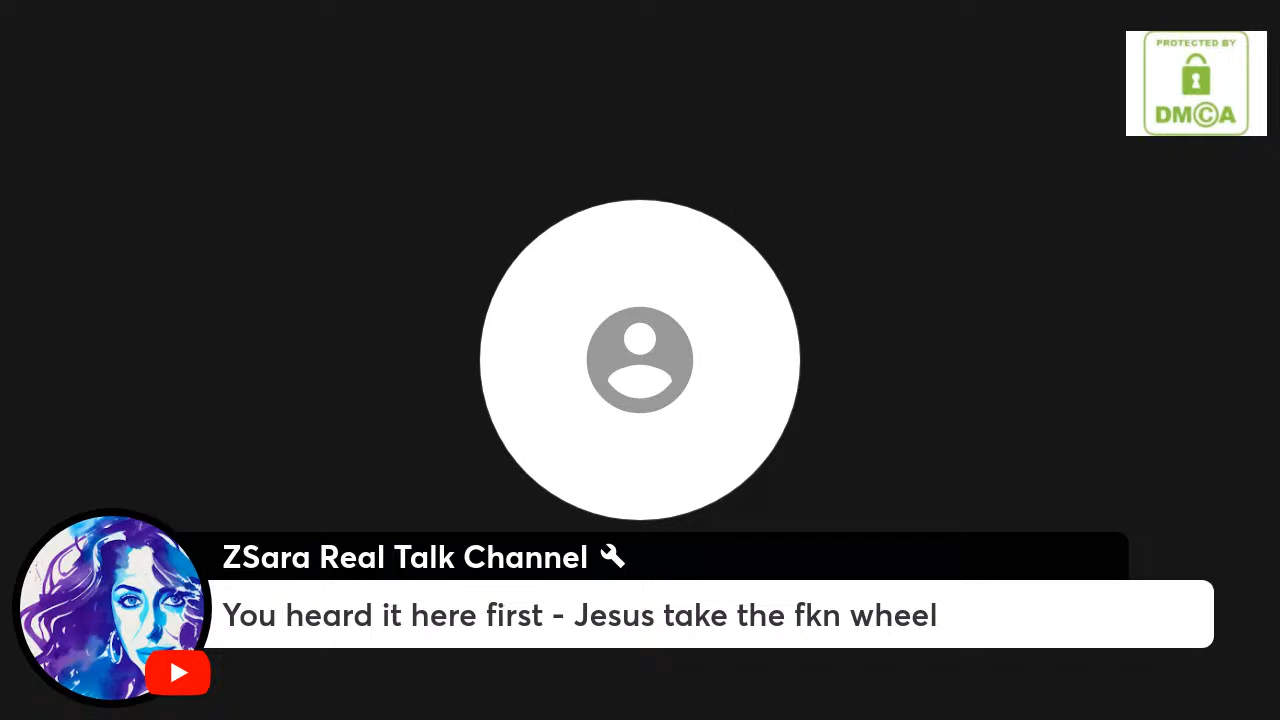 PROTECTED BY
DMCA
ZSara Real Talk Channel
You heard it here first - Jesus take the fkn wheel